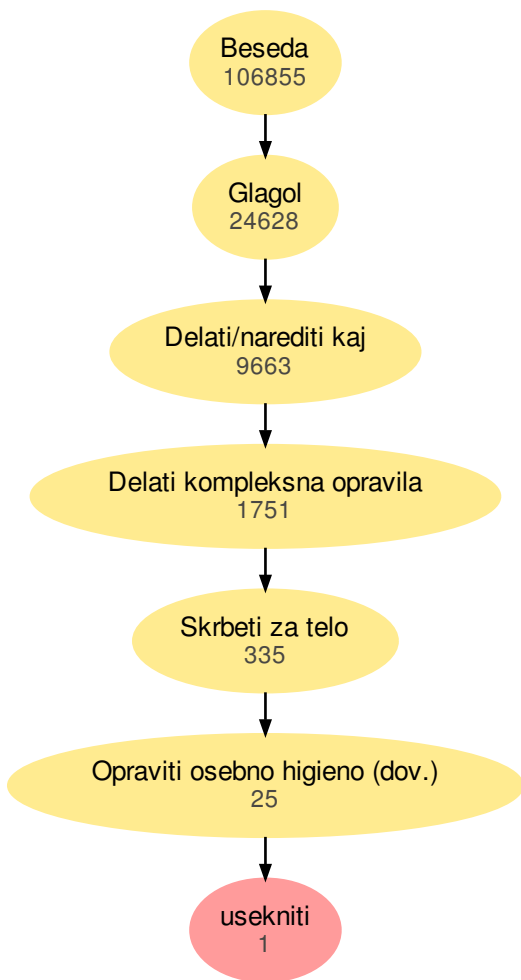 Beseda
106855
Glagol
24628
Delati/narediti kaj
9663
Delati kompleksna opravila
1751
Skrbeti za telo
335
Opraviti osebno higieno (dov.)
25
usekniti
1